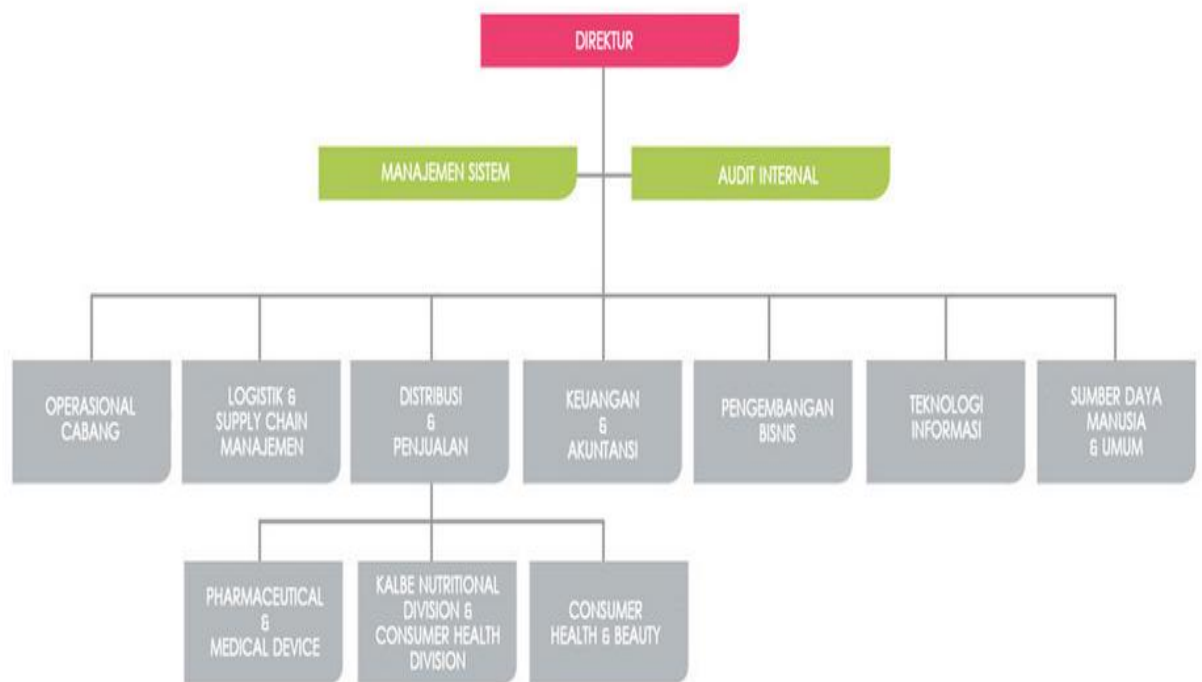 DIREKTUR
MANAJEMEN SISTEM
AUDIT INTERNAL
OPERASIONAL
CABANG
LOGISTIK &
SUPPLY CHAIN
MANAJEMEN
DISTRIBUSI
&
PENJUALAN
KEUANGAN
&
AKUNTANSI
PENGEMBANGAN
BISNIS
TEKNOLOGI
INFORMASI
SUMBER DAYA
MANUSIA
& UMUM
PHARMACEUTICAL
&
MEDICAL DEVICE
KALBE NUTRITIONAL
DIVISION &
CONSUMER HEALTH
DIVISION
CONSUMER
HEALTH & BEAUTY